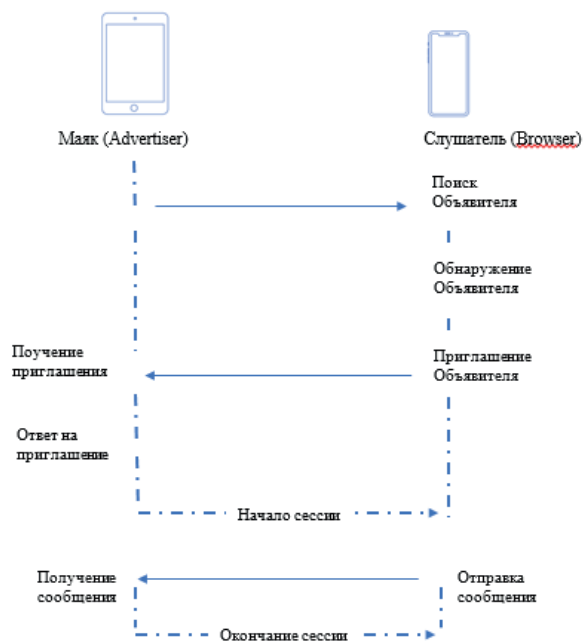 Маяк (Advertiser)
Слушатель (Browser)
Поиск
Объявителя
Обнаружение
Объявителя
Поучение
приглашения
Приглашение
Объявителя
Ответ на
приглашение
Начало сессии
Получение
сообщения
Отправка
сообщения
Окончание сессии